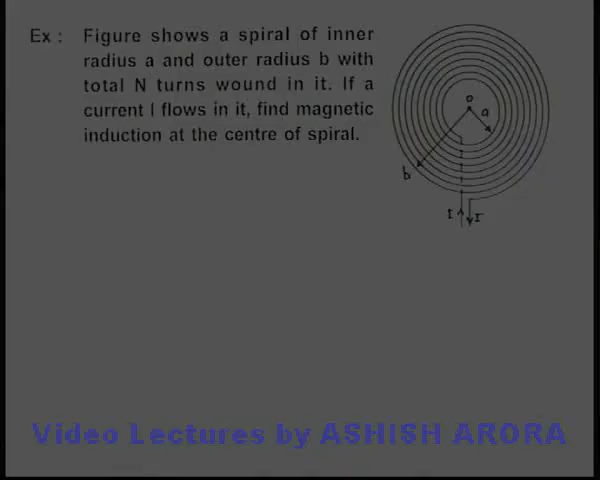 Ex : Figure shows a spiral of inner
radius a and outer radius b with
total N turns wound in it. If a
current I flows in it, find magnetic
induction at the centre of spiral.
o
a
b
I I
Video Lectures by ASHISH ARORA